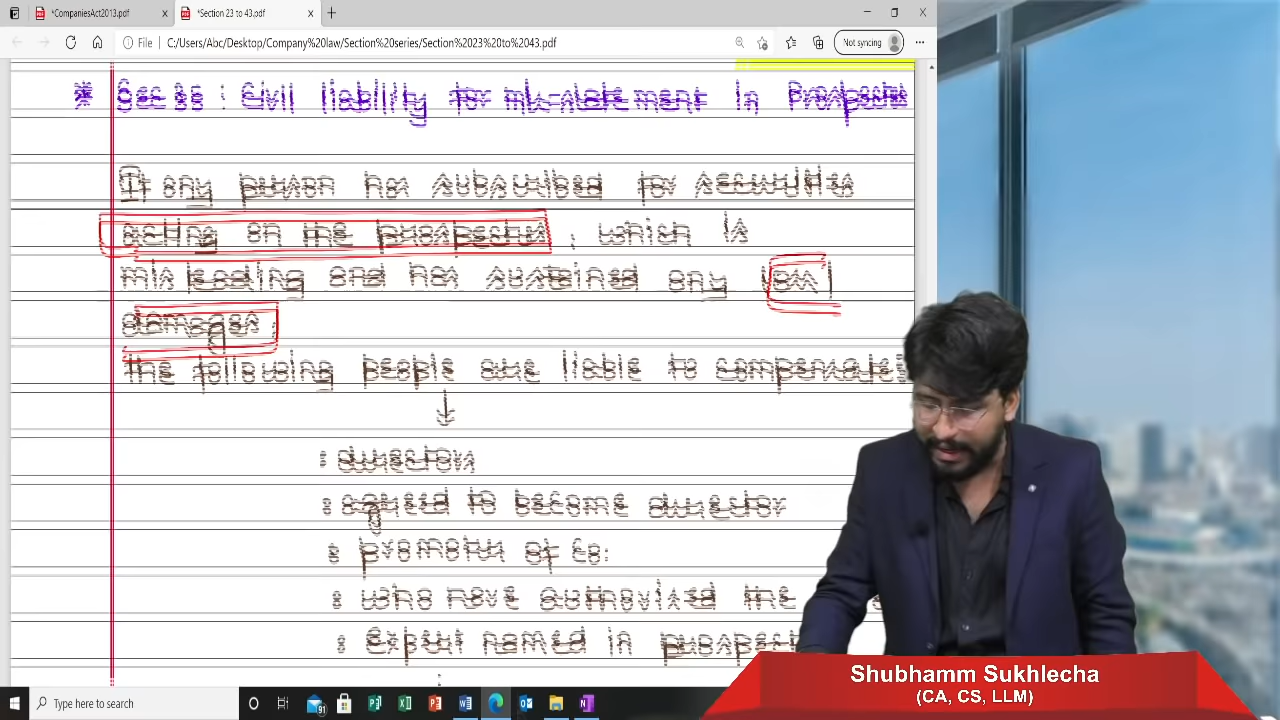 *CompaniesAct2013.pdf
*Section 23 to 43.pdf
File C:/Users/Abc/Desktop/Company%20law/Section%20series/Section%2023%20to%2043.pdf
Not syncing
* Sec 35 : Civil liability for mis-statement in Prospectus
If any person has subscribed for securities
acting on the prospectus, which is
misleading and has sustained any loss/
damages,
The following people are liable to compensate
↓
: director
: agreed to become director
: promoter of Co:
: who have authorised the
: Expert named in prospectus
Type here to search
91
Shubhamm Sukhlecha
(CA, CS, LLM)